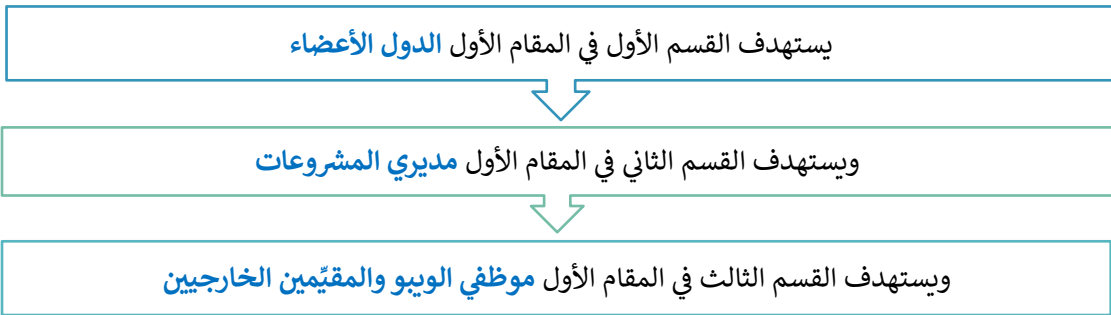 يستهدف القسم الأول في المقام الأول الدول الأعضاء
ويستهدف القسم الثاني في المقام الأول مديري المشروعات
ويستهدف القسم الثالث في المقام الأول موظفي الويبو والمقيِّمين الخارجيين